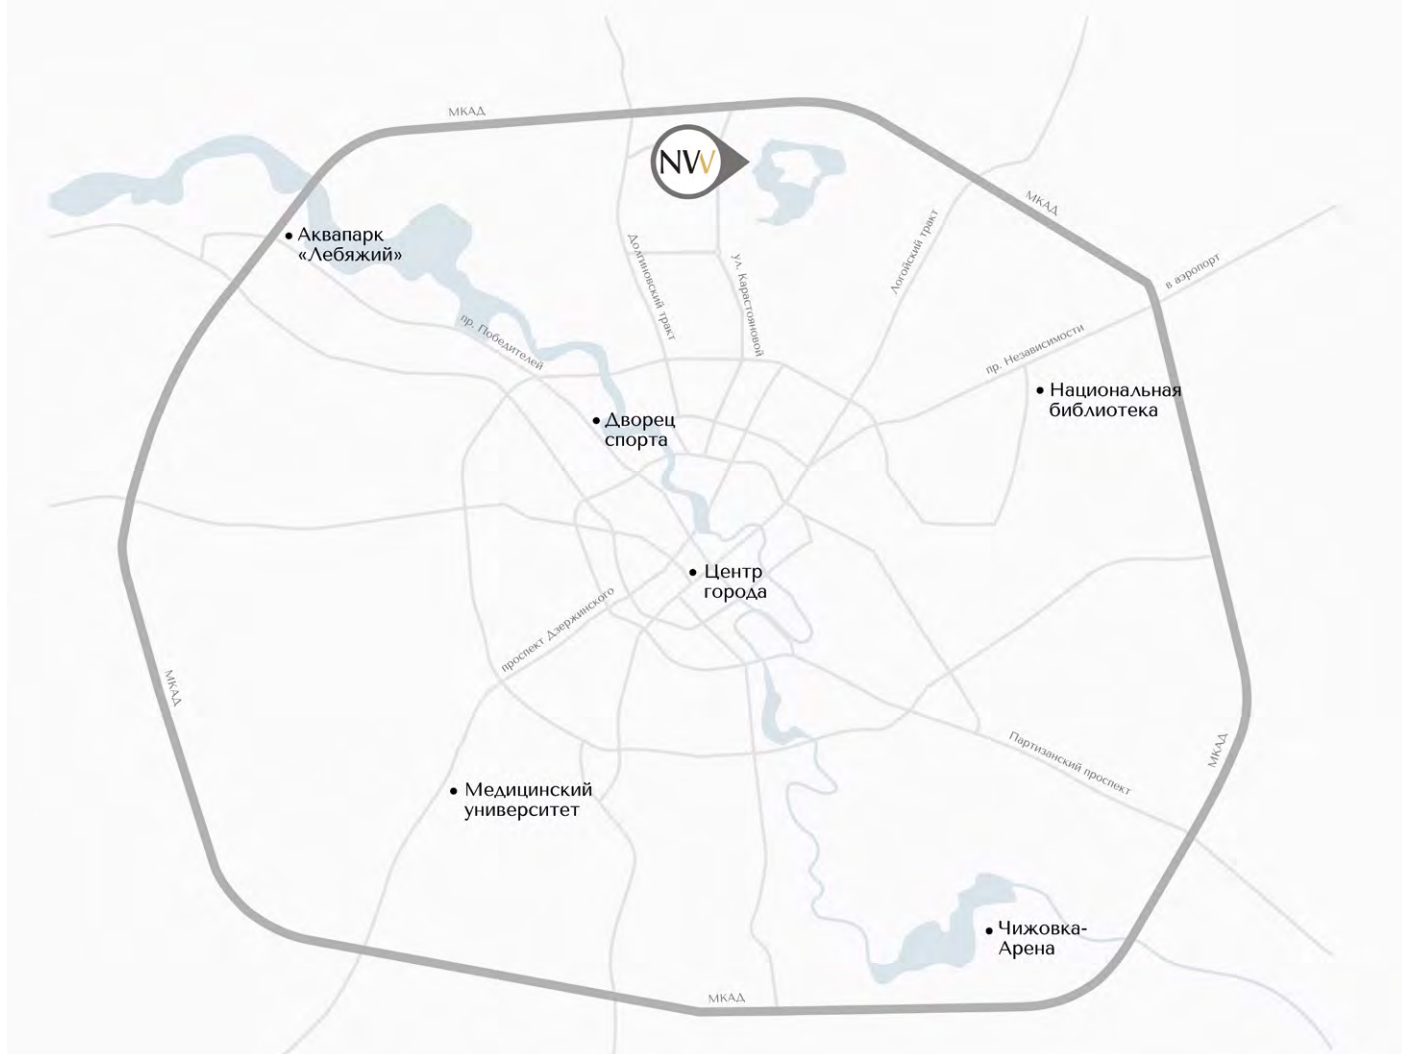 МКАД
NW
МКАД
Логойский тракт
Аквапарк
«Лебяжий»
Долгиновский тракт
ул. Карастояновой
в аэропорт
пр. Победителей
пр. Независимости
Национальная
библиотека
Дворец
спорта
Центр
города
проспект Дзержинского
МКАД
Партизанский проспект
МКАД
Медицинский
университет
Чижовка-
Арена
МКАД